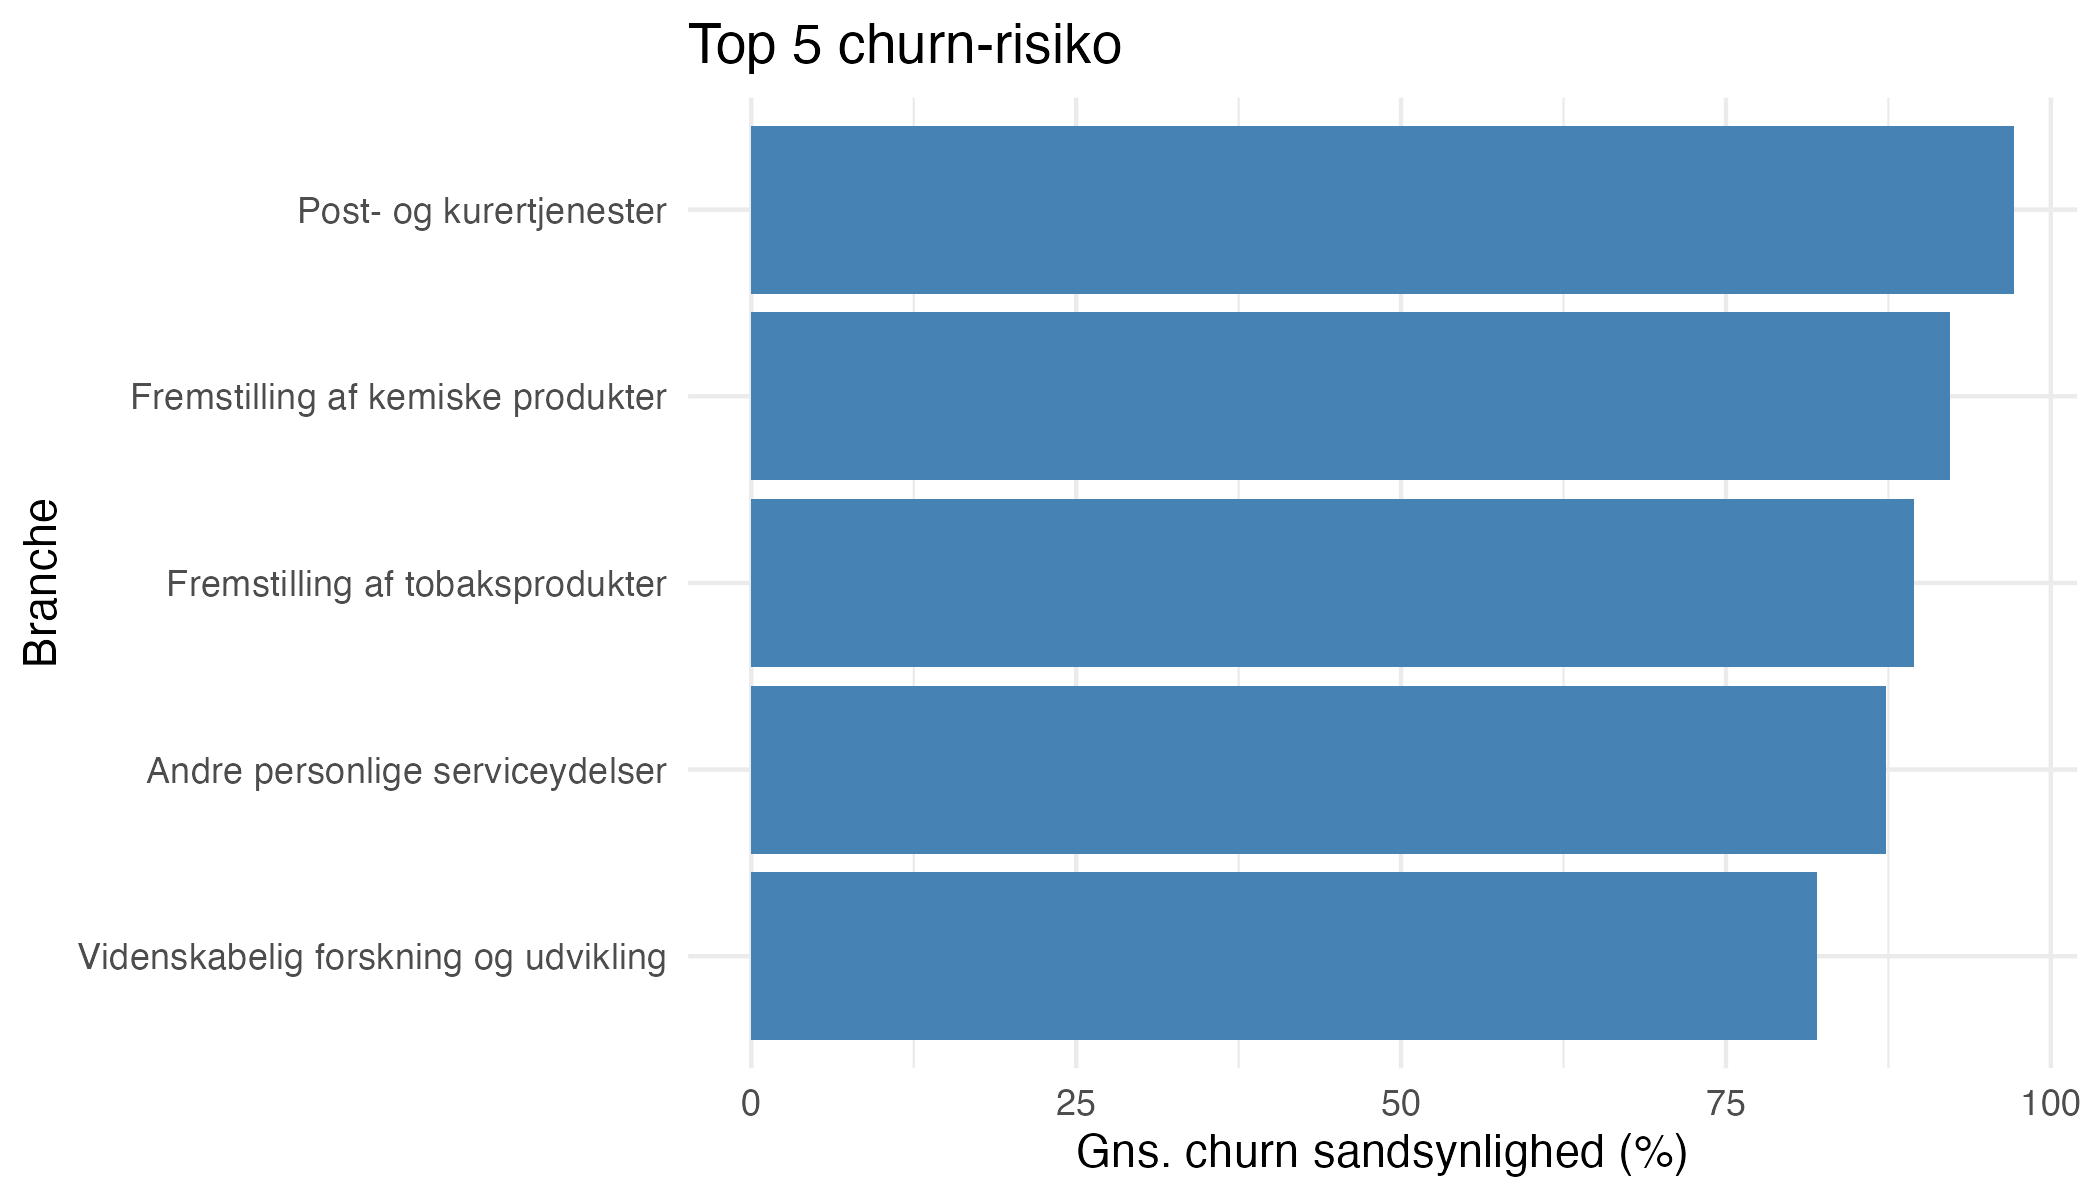 Top 5 churn-risiko
Post- og kurertjenester
Fremstilling af kemiske produkter
Fremstilling af tobaksprodukter
Andre personlige serviceydelser
Videnskabelig forskning og udvikling
Branche
0 25 50 75 100
Gns. churn sandsynlighed (%)